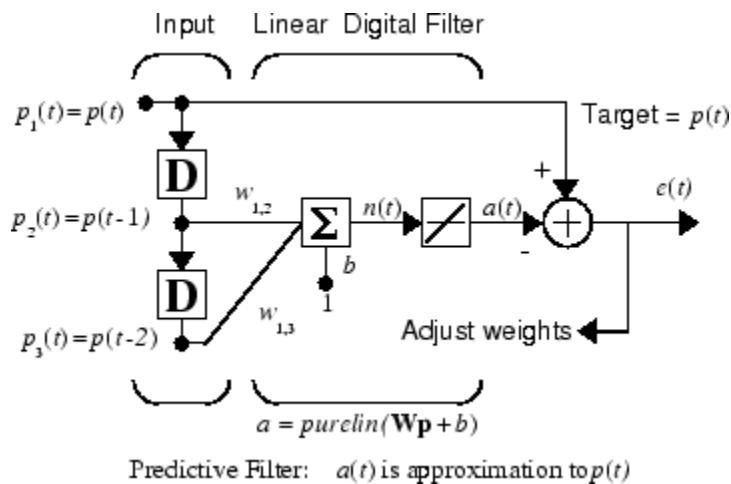 Input
Linear Digital Filter
p1(t)=p(t)
Target = p(t)
D
+
e(t)
p2(t)=p(t-1)
w1,2
Σ
n(t)
a(t)
-
b
D
1
w1,3
p3(t)=p(t-2)
Adjust weights
a = purelin(Wp+b)
Predictive Filter: a(t) is approximation to p(t)